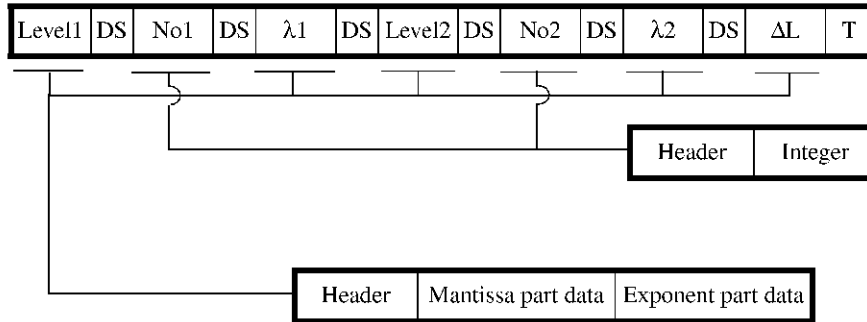 Level1 DS No1 DS λ1 DS Level2 DS No2 DS λ2 DS ΔL T
Header Integer
Header Mantissa part data Exponent part data